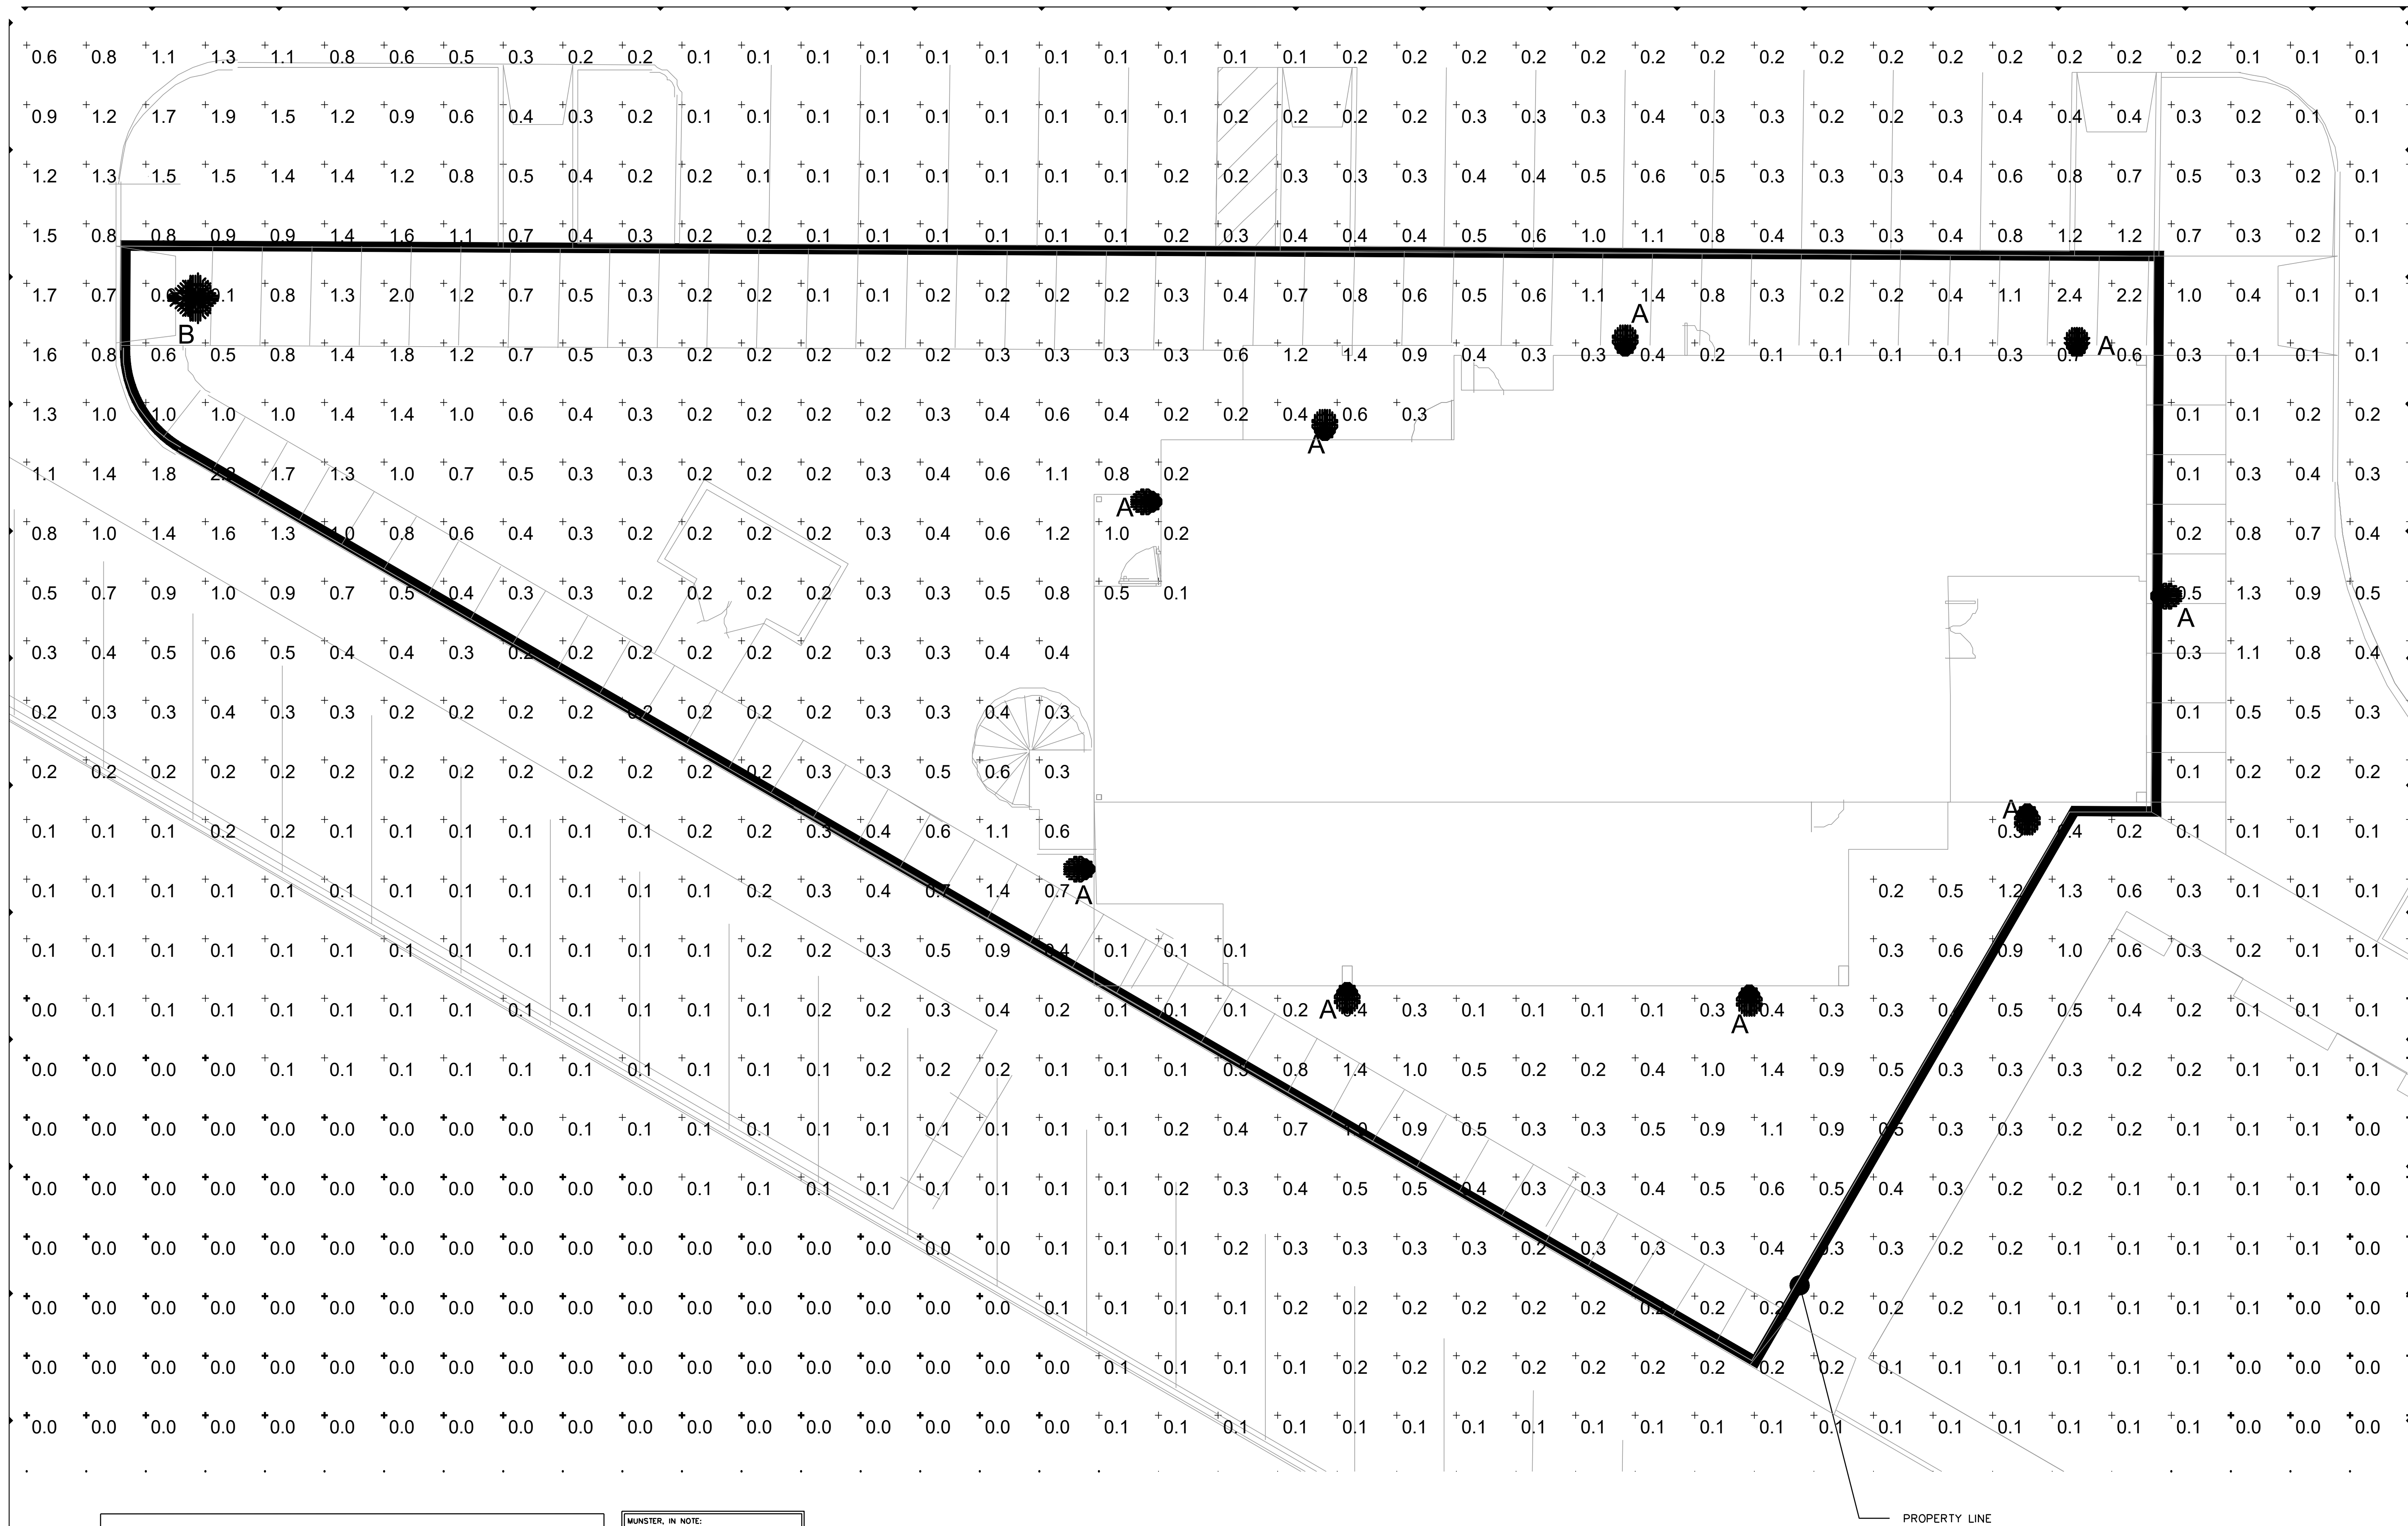 0.6 0.8 1.1 1.3 1.1 0.8 0.6 0.5 0.3 0.2 0.2 0.1 0.1 0.1 0.1 0.1 0.1 0.1 0.1 0.1 0.1 0.1 0.2 0.2 0.2 0.2 0.2 0.2 0.2 0.2 0.2 0.2 0.2 0.2 0.2 0.2 0.2 0.1 0.1 0.1
0.9 1.2 1.7 1.9 1.5 1.2 0.9 0.6 0.4 0.3 0.2 0.1 0.1 0.1 0.1 0.1 0.1 0.1 0.1 0.1 0.2 0.2 0.2 0.2 0.3 0.3 0.3 0.4 0.3 0.3 0.2 0.2 0.3 0.4 0.4 0.4 0.3 0.2 0.1 0.1
1.2 1.3 1.5 1.5 1.4 1.4 1.2 0.8 0.5 0.4 0.2 0.2 0.1 0.1 0.1 0.1 0.1 0.1 0.1 0.2 0.2 0.3 0.3 0.3 0.4 0.4 0.5 0.6 0.5 0.3 0.3 0.3 0.4 0.6 0.8 0.7 0.5 0.3 0.2 0.1
1.5 0.8 0.8 0.9 0.9 1.4 1.6 1.1 0.7 0.4 0.3 0.2 0.2 0.1 0.1 0.1 0.1 0.1 0.1 0.2 0.3 0.4 0.4 0.4 0.5 0.6 1.0 1.1 0.8 0.4 0.3 0.3 0.4 0.8 1.2 1.2 0.7 0.3 0.2 0.1
1.7 0.7 0.1 0.8 1.3 2.0 1.2 0.7 0.5 0.3 0.2 0.2 0.1 0.1 0.2 0.2 0.2 0.2 0.3 0.4 0.7 0.8 0.6 0.5 0.6 1.1 1.4 0.8 0.3 0.2 0.2 0.4 1.1 2.4 2.2 1.0 0.4 0.1 0.1
A
B
1.6 0.8 0.6 0.5 0.8 1.4 1.8 1.2 0.7 0.5 0.3 0.2 0.2 0.2 0.2 0.2 0.3 0.3 0.3 0.3 0.6 1.2 1.4 0.9 0.4 0.3 0.3 0.4 0.2 0.1 0.1 0.1 0.1 0.3 0.7 A 0.6 0.3 0.1 0.1 0.1
1.3 1.0 1.0 1.0 1.0 1.4 1.4 1.0 0.6 0.4 0.3 0.2 0.2 0.2 0.2 0.3 0.4 0.6 0.4 0.2 0.2 0.4 0.6 0.3 0.1 0.1 0.2 0.2
A
1.1 1.4 1.8 2.2 1.7 1.3 1.0 0.7 0.5 0.3 0.3 0.2 0.2 0.2 0.3 0.4 0.6 1.1 0.8 0.2 0.1 0.3 0.4 0.3
A
0.8 1.0 1.4 1.6 1.3 1.0 0.8 0.6 0.4 0.3 0.2 0.2 0.2 0.2 0.3 0.4 0.6 1.2 1.0 0.2 0.2 0.8 0.7 0.4
0.5 0.7 0.9 1.0 0.9 0.7 0.5 0.4 0.3 0.3 0.2 0.2 0.2 0.2 0.3 0.3 0.5 0.8 0.5 0.1 0.5 1.3 0.9 0.5
A
0.3 0.4 0.5 0.6 0.5 0.4 0.4 0.3 0.2 0.2 0.2 0.2 0.2 0.2 0.3 0.3 0.4 0.4 0.3 1.1 0.8 0.4
0.2 0.3 0.3 0.4 0.3 0.3 0.2 0.2 0.2 0.2 0.2 0.2 0.2 0.2 0.3 0.3 0.4 0.3 0.1 0.5 0.5 0.3
0.2 0.2 0.2 0.2 0.2 0.2 0.2 0.2 0.2 0.2 0.2 0.2 0.2 0.3 0.3 0.5 0.6 0.3 0.1 0.2 0.2 0.2
A
0.1 0.1 0.1 0.2 0.2 0.1 0.1 0.1 0.1 0.1 0.1 0.2 0.2 0.3 0.4 0.6 1.1 0.6 0.3 0.4 0.2 0.1 0.1 0.1 0.1
0.1 0.1 0.1 0.1 0.1 0.1 0.1 0.1 0.1 0.1 0.1 0.1 0.2 0.3 0.4 0.7 1.4 0.7 A 0.2 0.5 1.2 1.3 0.6 0.3 0.1 0.1 0.1
0.1 0.1 0.1 0.1 0.1 0.1 0.1 0.1 0.1 0.1 0.1 0.1 0.2 0.2 0.3 0.5 0.9 0.4 0.1 0.1 0.1 0.3 0.6 0.9 1.0 0.6 0.3 0.2 0.1 0.1
0.0 0.1 0.1 0.1 0.1 0.1 0.1 0.1 0.1 0.1 0.1 0.1 0.1 0.2 0.2 0.3 0.4 0.2 0.1 0.1 0.1 0.2 A 0.4 0.3 0.1 0.1 0.1 0.1 0.3 0.4 0.3 0.3 0.5 0.5 0.4 0.2 0.1 0.1 0.1
A
0.0 0.0 0.0 0.0 0.1 0.1 0.1 0.1 0.1 0.1 0.1 0.1 0.1 0.1 0.2 0.2 0.2 0.1 0.1 0.1 0.3 0.8 1.4 1.0 0.5 0.2 0.2 0.4 1.0 1.4 0.9 0.5 0.3 0.3 0.3 0.2 0.2 0.1 0.1 0.1
0.0 0.0 0.0 0.0 0.0 0.0 0.0 0.0 0.0 0.1 0.1 0.1 0.1 0.1 0.1 0.1 0.1 0.1 0.1 0.2 0.4 0.7 1.0 0.9 0.5 0.3 0.3 0.5 0.9 1.1 0.9 0.5 0.3 0.3 0.2 0.2 0.1 0.1 0.1 0.0
0.0 0.0 0.0 0.0 0.0 0.0 0.0 0.0 0.0 0.0 0.0 0.1 0.1 0.1 0.1 0.1 0.1 0.1 0.1 0.2 0.3 0.4 0.5 0.5 0.4 0.3 0.3 0.4 0.5 0.6 0.5 0.4 0.3 0.2 0.2 0.1 0.1 0.1 0.1 0.0
0.0 0.0 0.0 0.0 0.0 0.0 0.0 0.0 0.0 0.0 0.0 0.0 0.0 0.0 0.0 0.0 0.0 0.1 0.1 0.1 0.2 0.3 0.3 0.3 0.3 0.2 0.3 0.3 0.3 0.4 0.3 0.3 0.2 0.2 0.1 0.1 0.1 0.1 0.1 0.0
0.0 0.0 0.0 0.0 0.0 0.0 0.0 0.0 0.0 0.0 0.0 0.0 0.0 0.0 0.0 0.0 0.0 0.1 0.1 0.1 0.1 0.2 0.2 0.2 0.2 0.2 0.2 0.2 0.2 0.2 0.2 0.2 0.2 0.1 0.1 0.1 0.1 0.1 0.0 0.0
0.0 0.0 0.0 0.0 0.0 0.0 0.0 0.0 0.0 0.0 0.0 0.0 0.0 0.0 0.0 0.0 0.0 0.0 0.1 0.1 0.1 0.1 0.2 0.2 0.2 0.2 0.2 0.2 0.2 0.2 0.2 0.1 0.1 0.1 0.1 0.1 0.1 0.0 0.0 0.0
0.0 0.0 0.0 0.0 0.0 0.0 0.0 0.0 0.0 0.0 0.0 0.0 0.0 0.0 0.0 0.0 0.0 0.0 0.1 0.1 0.1 0.1 0.1 0.1 0.1 0.1 0.1 0.1 0.1 0.1 0.1 0.1 0.1 0.1 0.1 0.1 0.1 0.0 0.0 0.0
PROPERTY LINE
MUNSTER, IN NOTE: